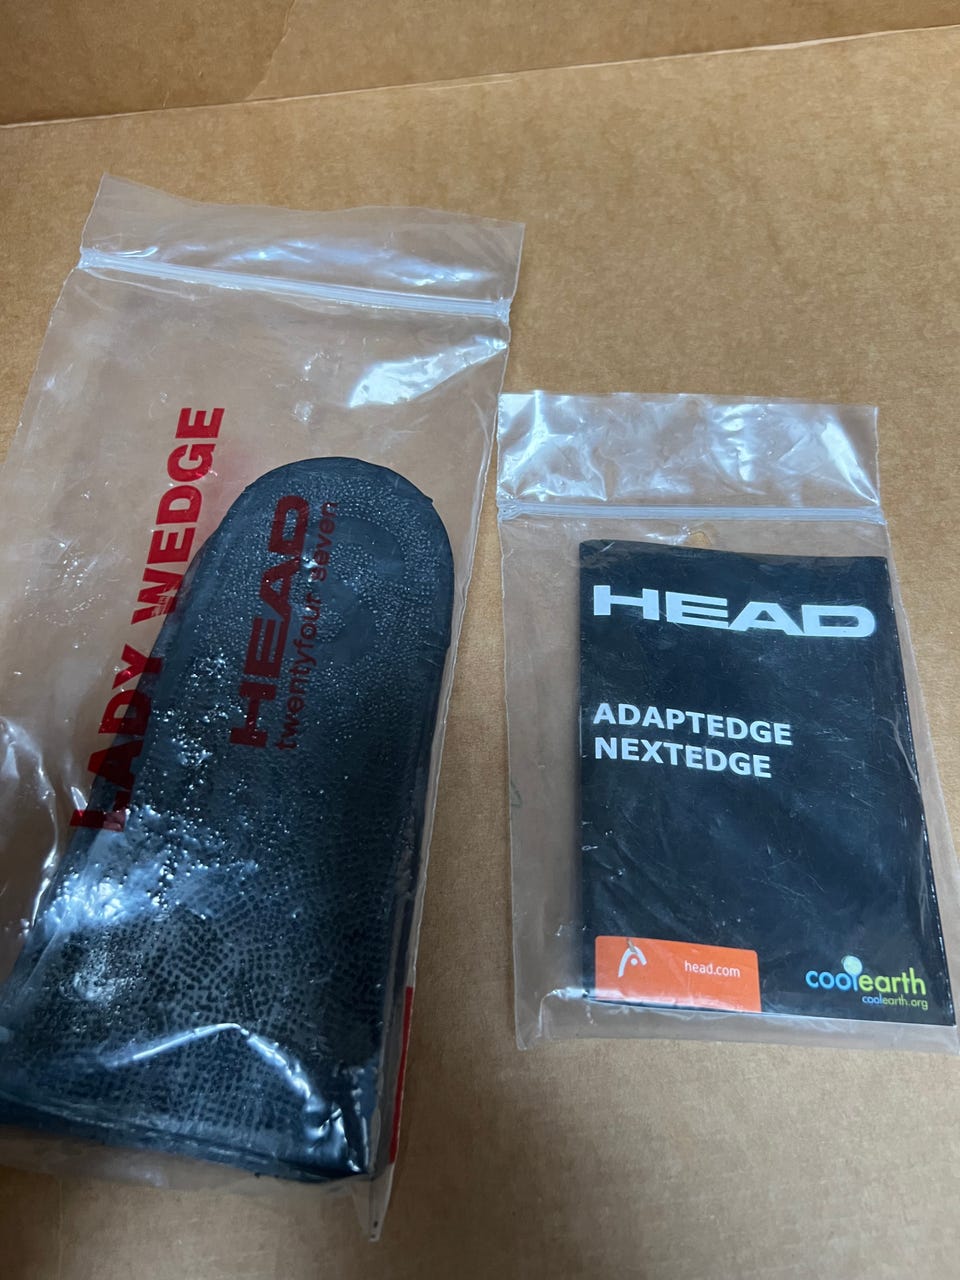 LADY WEDGE
HEAD
twentyfour seven
HEAD
ADAPTEDGE
NEXTEDGE
head.com
coolearth
coolearth.org